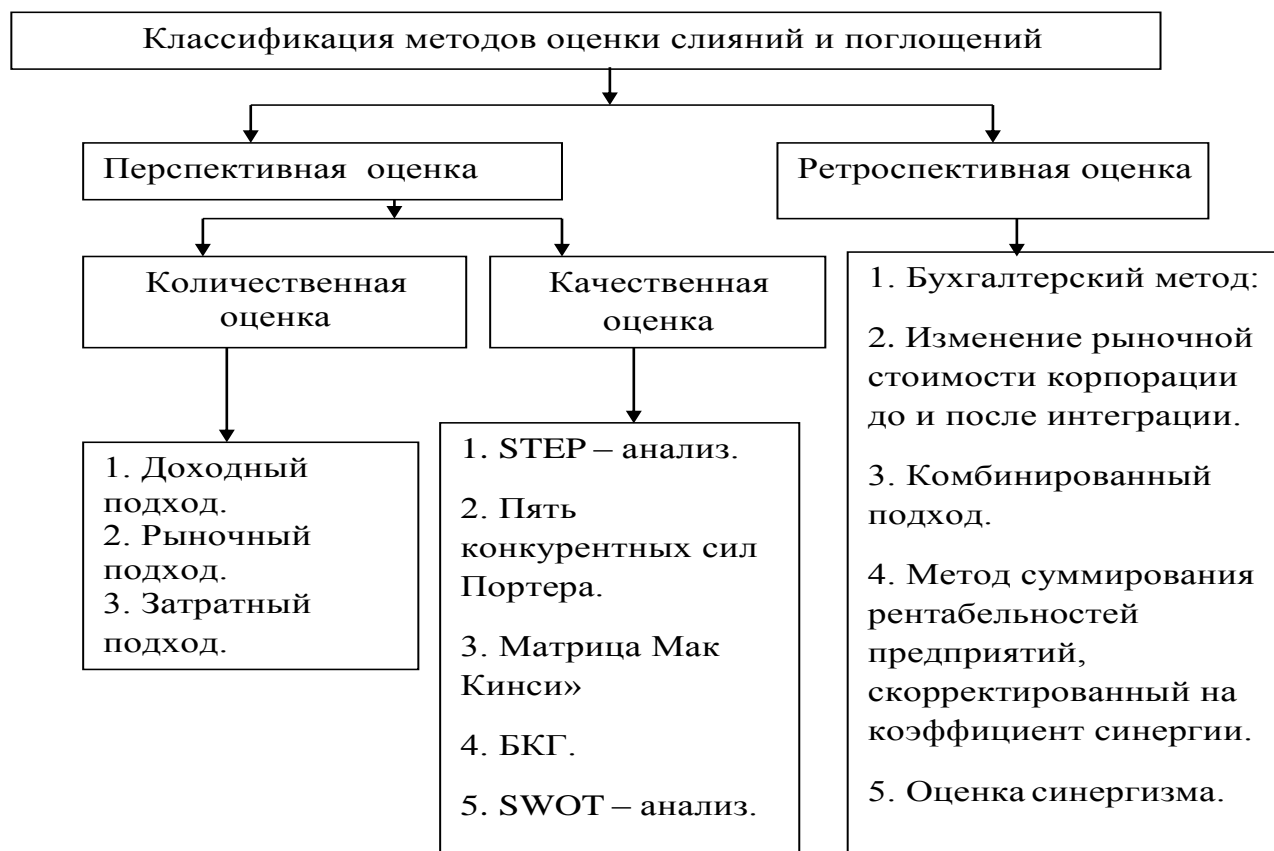 Классификация методов оценки слияний и поглощений
Перспективная оценка
Ретроспективная оценка
Количественная
оценка
Качественная
оценка
1. Доходный
подход.
2. Рыночный
подход.
3. Затратный
подход.
1. STEP – анализ.
2. Пять
конкурентных сил
Портера.
3. Матрица Мак
Кинси»
4. БКГ.
5. SWOT – анализ.
1. Бухгалтерский метод:
2. Изменение рыночной
стоимости корпорации
до и после интеграции.
3. Комбинированный
подход.
4. Метод суммирования
рентабельностей
предприятий,
скорректированный на
коэффициент синергии.
5. Оценка синергизма.